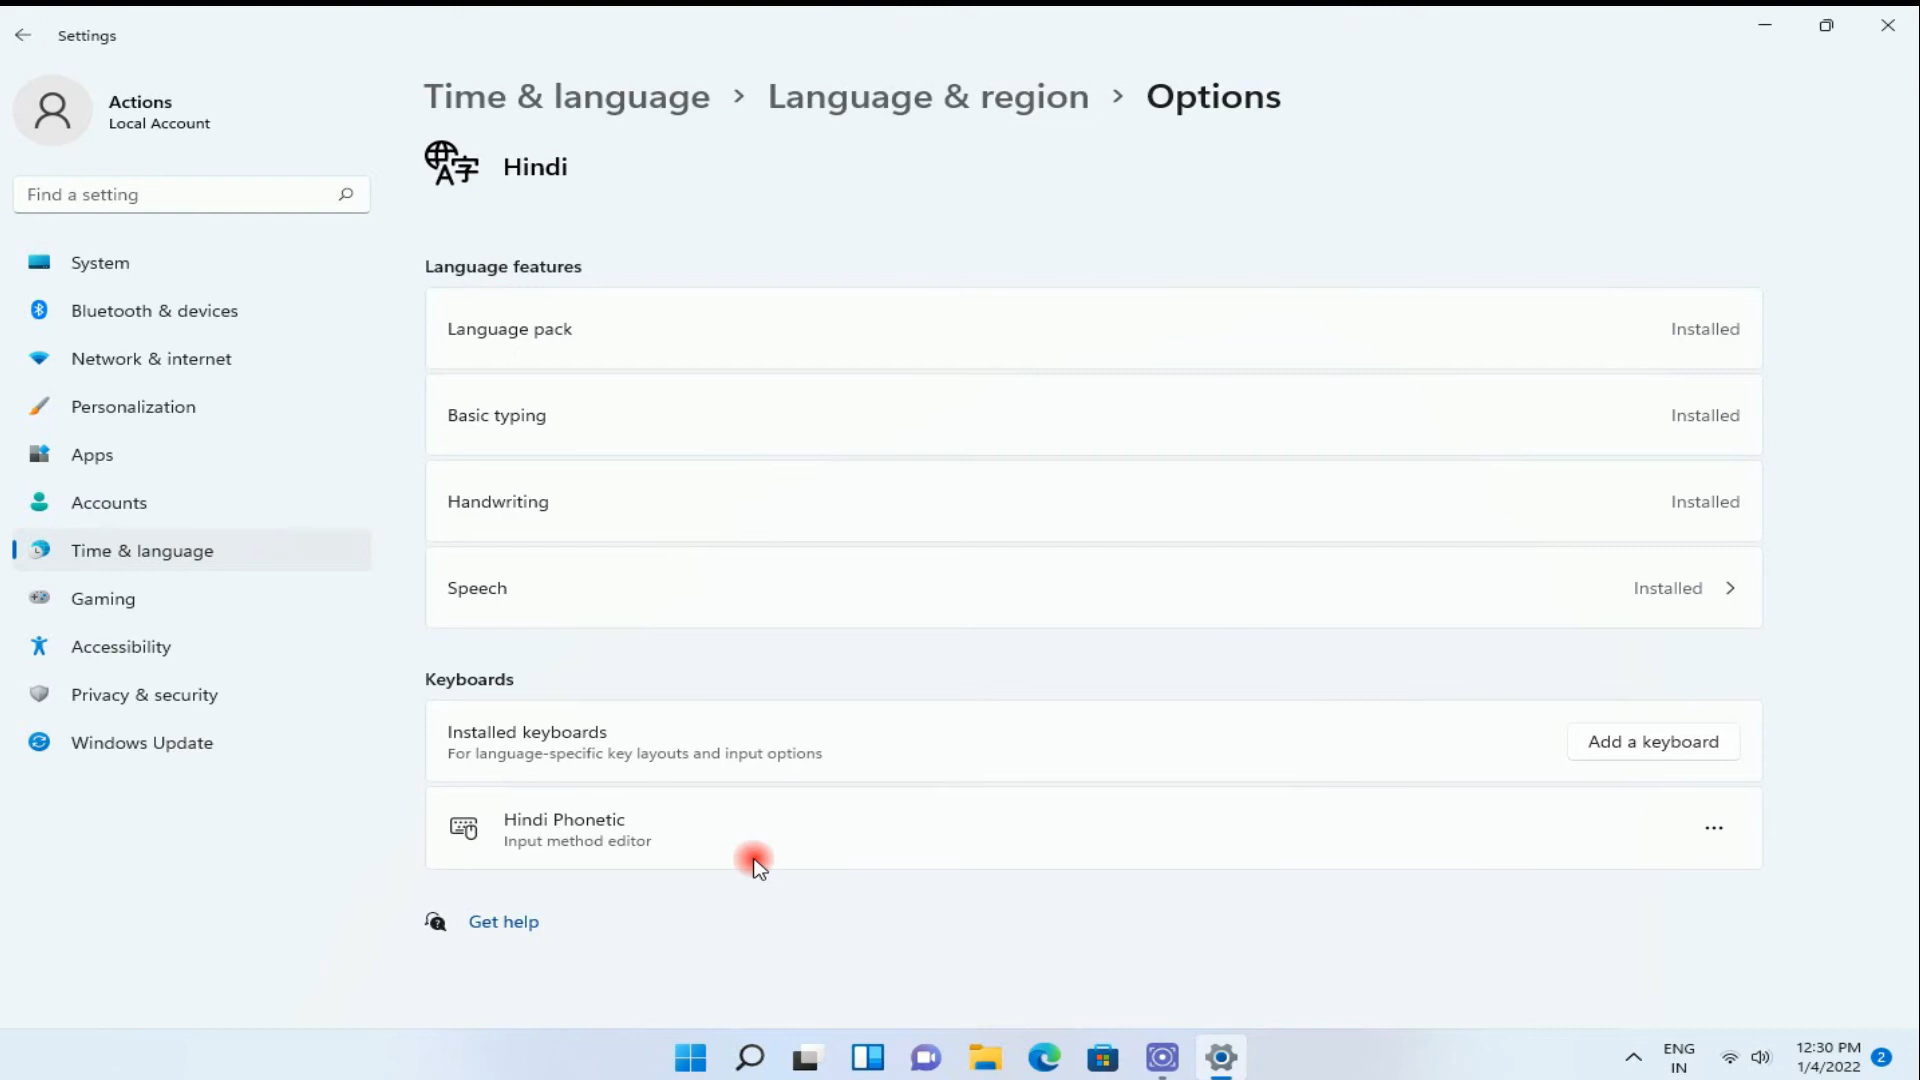 Settings
Actions
Local Account
Find a setting
System
Bluetooth & devices
Network & internet
Personalization
Apps
Accounts
Time & language
Gaming
Accessibility
Privacy & security
Windows Update
Time & language > Language & region > Options
A字 Hindi
Language features
Language pack Installed
Basic typing Installed
Handwriting Installed
Speech Installed
Keyboards
Installed keyboards
For language-specific key layouts and input options
Add a keyboard
Hindi Phonetic
Input method editor
Get help
ENG
IN
12:30 PM
1/4/2022
2